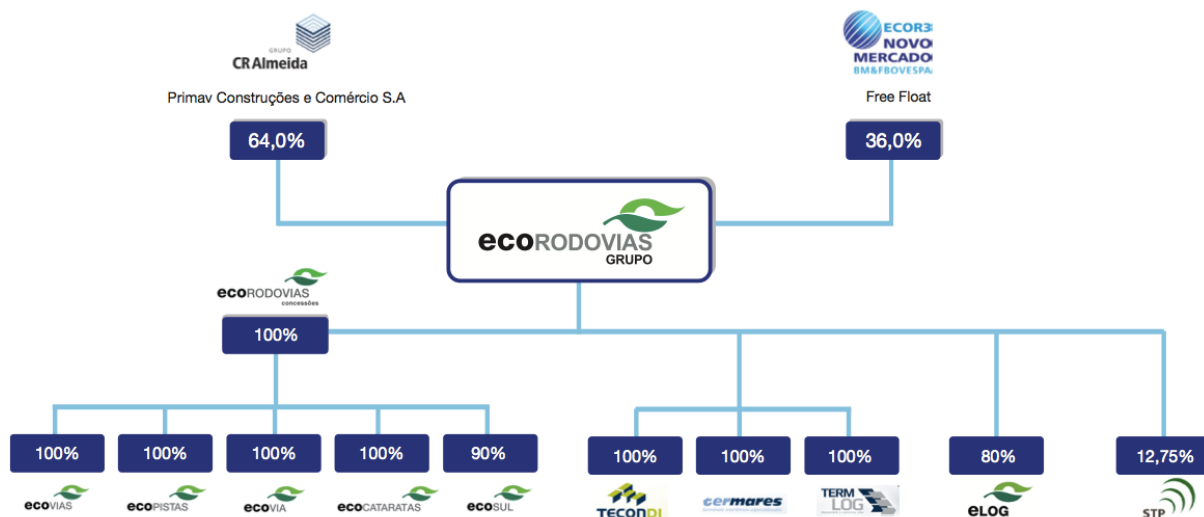 GRUPO
CR Almeida
Primav Construções e Comércio S.A
64,0%
ECOR3
NOVO
MERCADO
BM&FBOVESPA
Free Float
36,0%
ecoRODOVIAS
GRUPO
ecoRODOVIAS
concessões
100%
100%
100%
100%
100%
90%
100%
100%
100%
80%
12,75%
ecoVIAS
ecoPISTAS
ecoVIA
ecoCATARATAS
ecoSUL
TECONDI
cermares
TERM
LOG
eLOG
STP